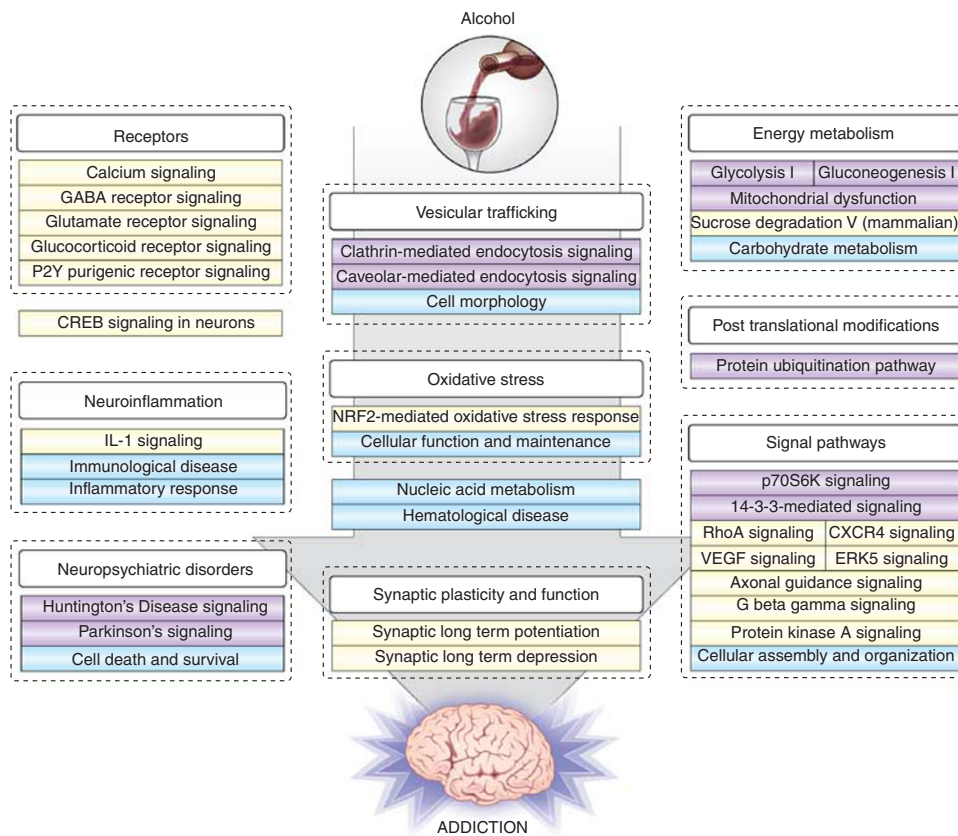 Alcohol
Receptors
Calcium signaling
GABA receptor signaling
Glutamate receptor signaling
Glucocorticoid receptor signaling
P2Y purigenic receptor signaling
CREB signaling in neurons
Neuroinflammation
IL-1 signaling
Immunological disease
Inflammatory response
Neuropsychiatric disorders
Huntington's Disease signaling
Parkinson's signaling
Cell death and survival
Vesicular trafficking
Clathrin-mediated endocytosis signaling
Caveolar-mediated endocytosis signaling
Cell morphology
Oxidative stress
NRF2-mediated oxidative stress response
Cellular function and maintenance
Nucleic acid metabolism
Hematological disease
Synaptic plasticity and function
Synaptic long term potentiation
Synaptic long term depression
Energy metabolism
Glycolysis I Gluconeogenesis I
Mitochondrial dysfunction
Sucrose degradation V (mammalian)
Carbohydrate metabolism
Post translational modifications
Protein ubiquitination pathway
Signal pathways
p70S6K signaling
14-3-3-mediated signaling
RhoA signaling CXCR4 signaling
VEGF signaling ERK5 signaling
Axonal guidance signaling
G beta gamma signaling
Protein kinase A signaling
Cellular assembly and organization
ADDICTION